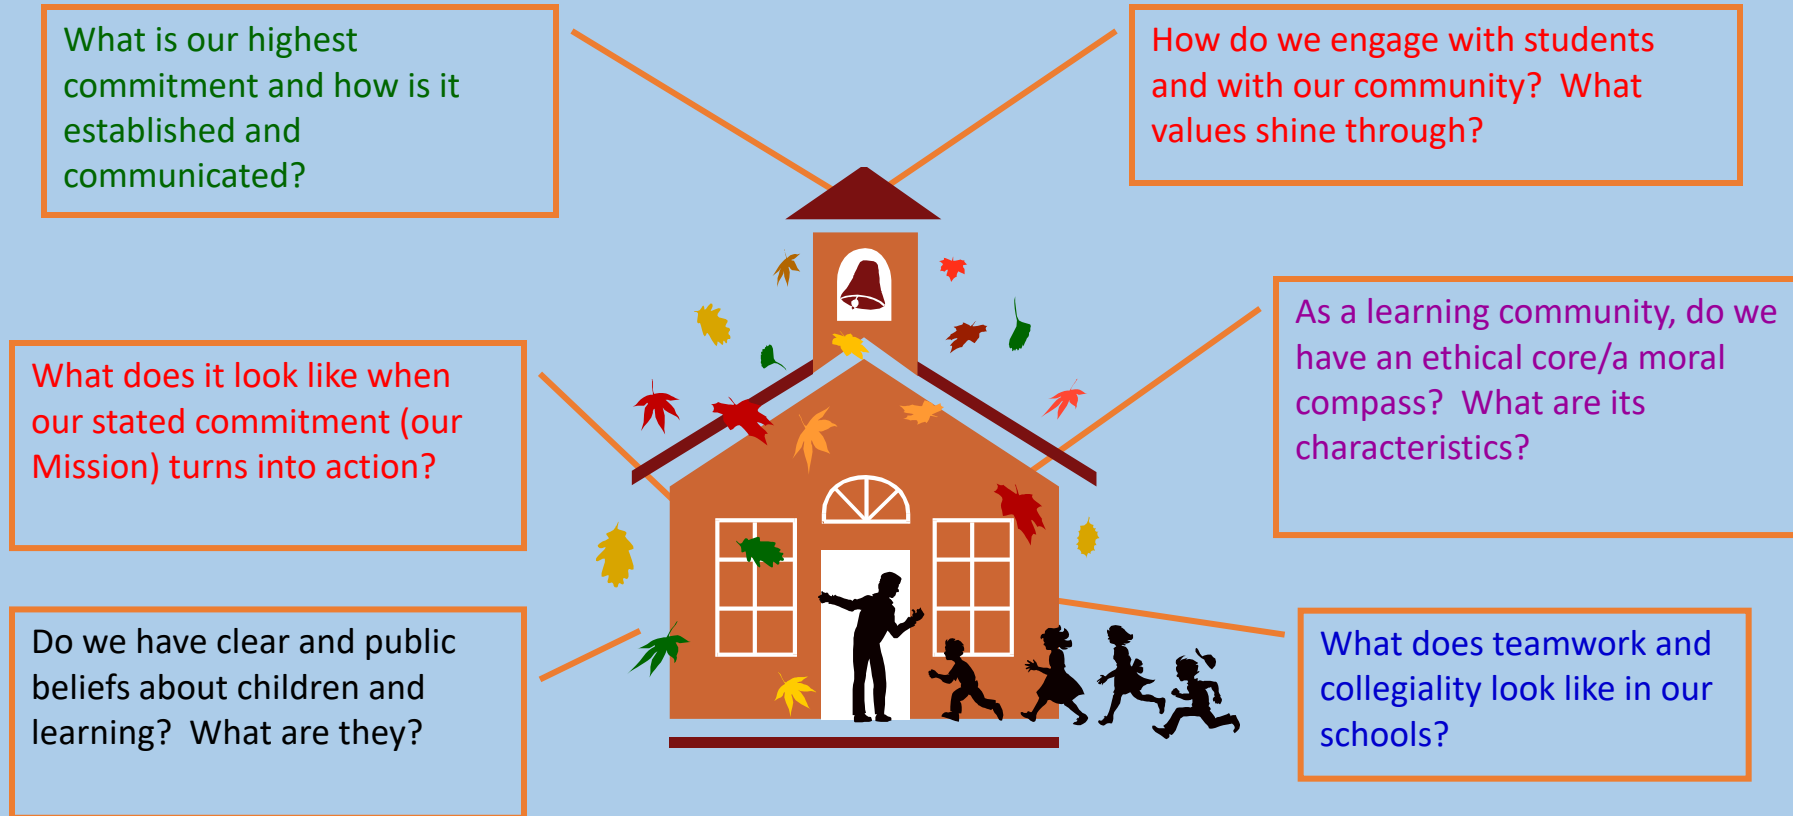 What is our highest
commitment and how is it
established and
communicated?
How do we engage with students
and with our community?  What
values shine through?
What does it look like when
our stated commitment (our
Mission) turns into action?
As a learning community, do we
have an ethical core/a moral
compass?  What are its
characteristics?
Do we have clear and public
beliefs about children and
learning?  What are they?
What does teamwork and
collegiality look like in our
schools?